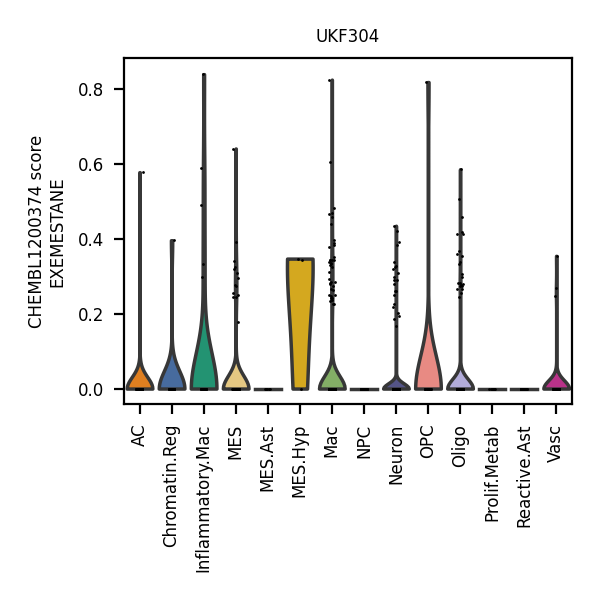 UKF304
CHEMBL1200374 score
EXEMESTANE
0.8
0.6
0.4
0.2
0.0
AC
Chromatin.Reg
Inflammatory.Mac
MES
MES.Ast
MES.Hyp
Mac
NPC
Neuron
OPC
Oligo
Prolif.Metab
Reactive.Ast
Vasc